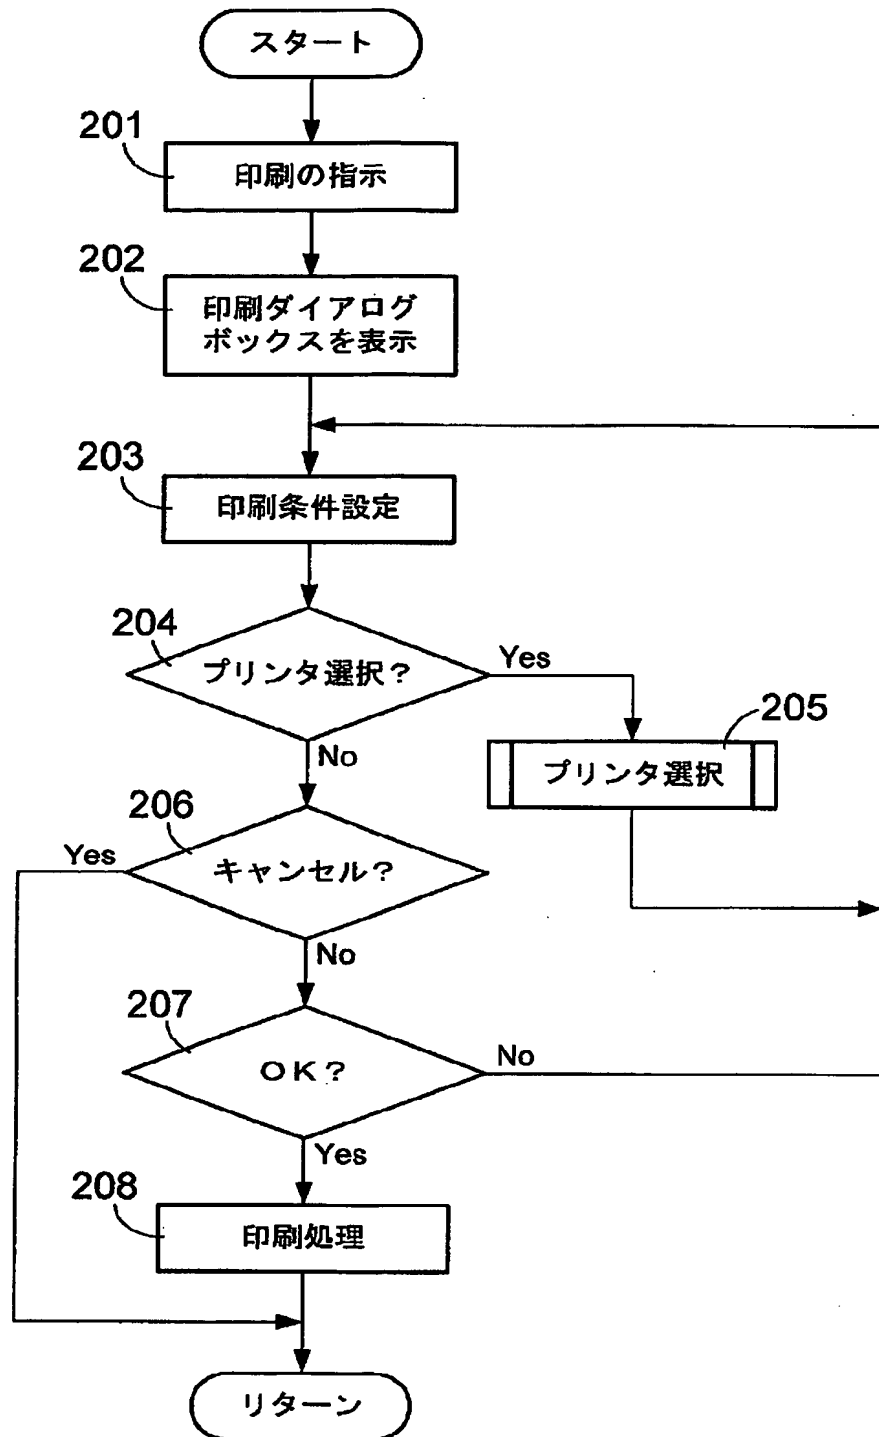 スタート
201
印刷の指示
202
印刷ダイアログ
ボックスを表示
203
印刷条件設定
204
プリンタ選択?
Yes
205
プリンタ選択
No
206
キャンセル?
Yes
No
207
OK?
No
Yes
208
印刷処理
リターン